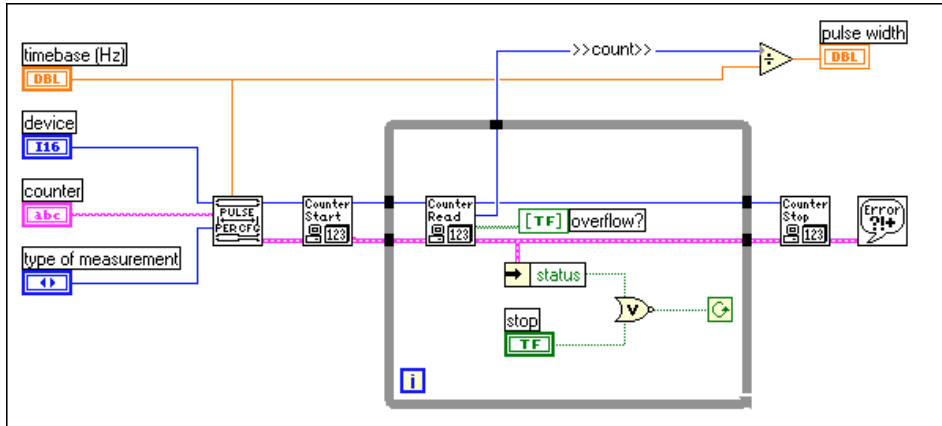 timebase (Hz)
DBL
device
I16
counter
abc
type of measurement
PULSE
PER CFG
Counter
Start
123
Counter
Read
123
>>count>>
÷
pulse width
DBL
[TF]
overflow?
status
stop
TF
V
i
Counter
Stop
123
Error
?!+